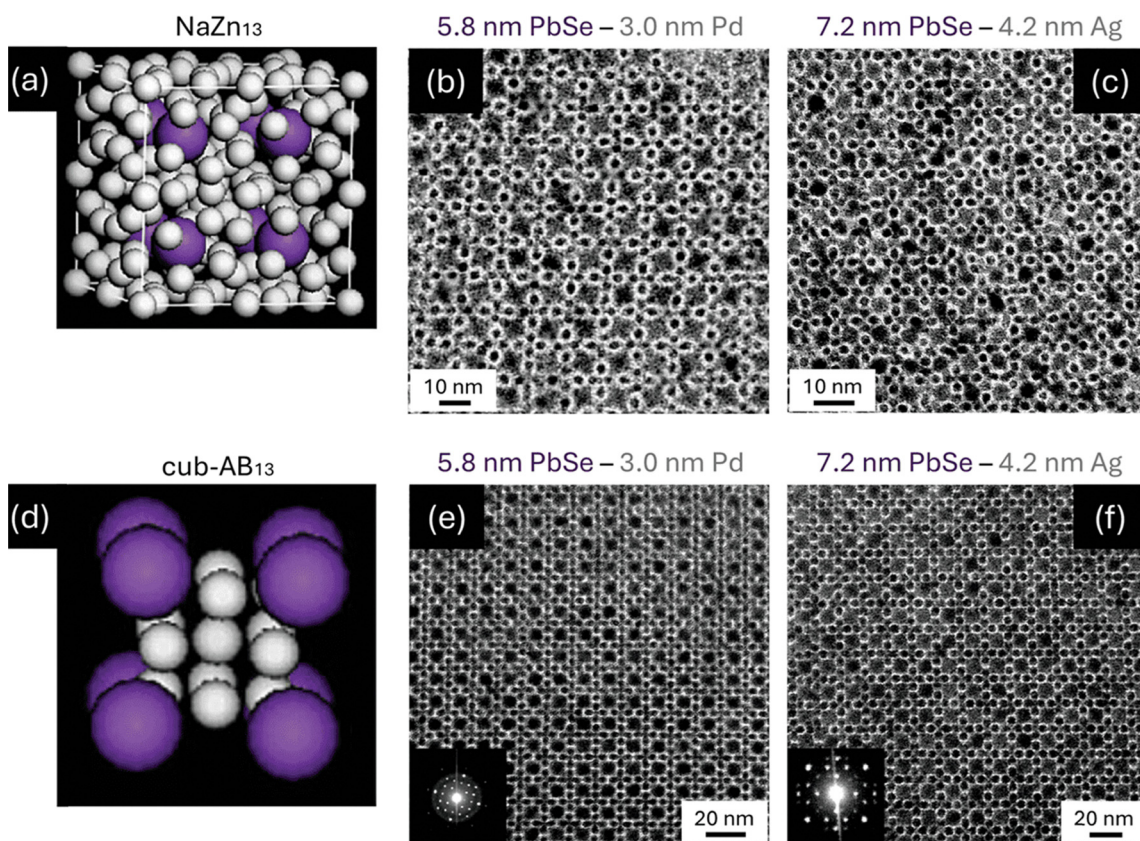 NaZn13
5.8 nm PbSe – 3.0 nm Pd
7.2 nm PbSe – 4.2 nm Ag
(a)
(b)
(c)
10 nm
10 nm
cub-AB13
5.8 nm PbSe – 3.0 nm Pd
7.2 nm PbSe – 4.2 nm Ag
(d)
(e)
(f)
20 nm
20 nm